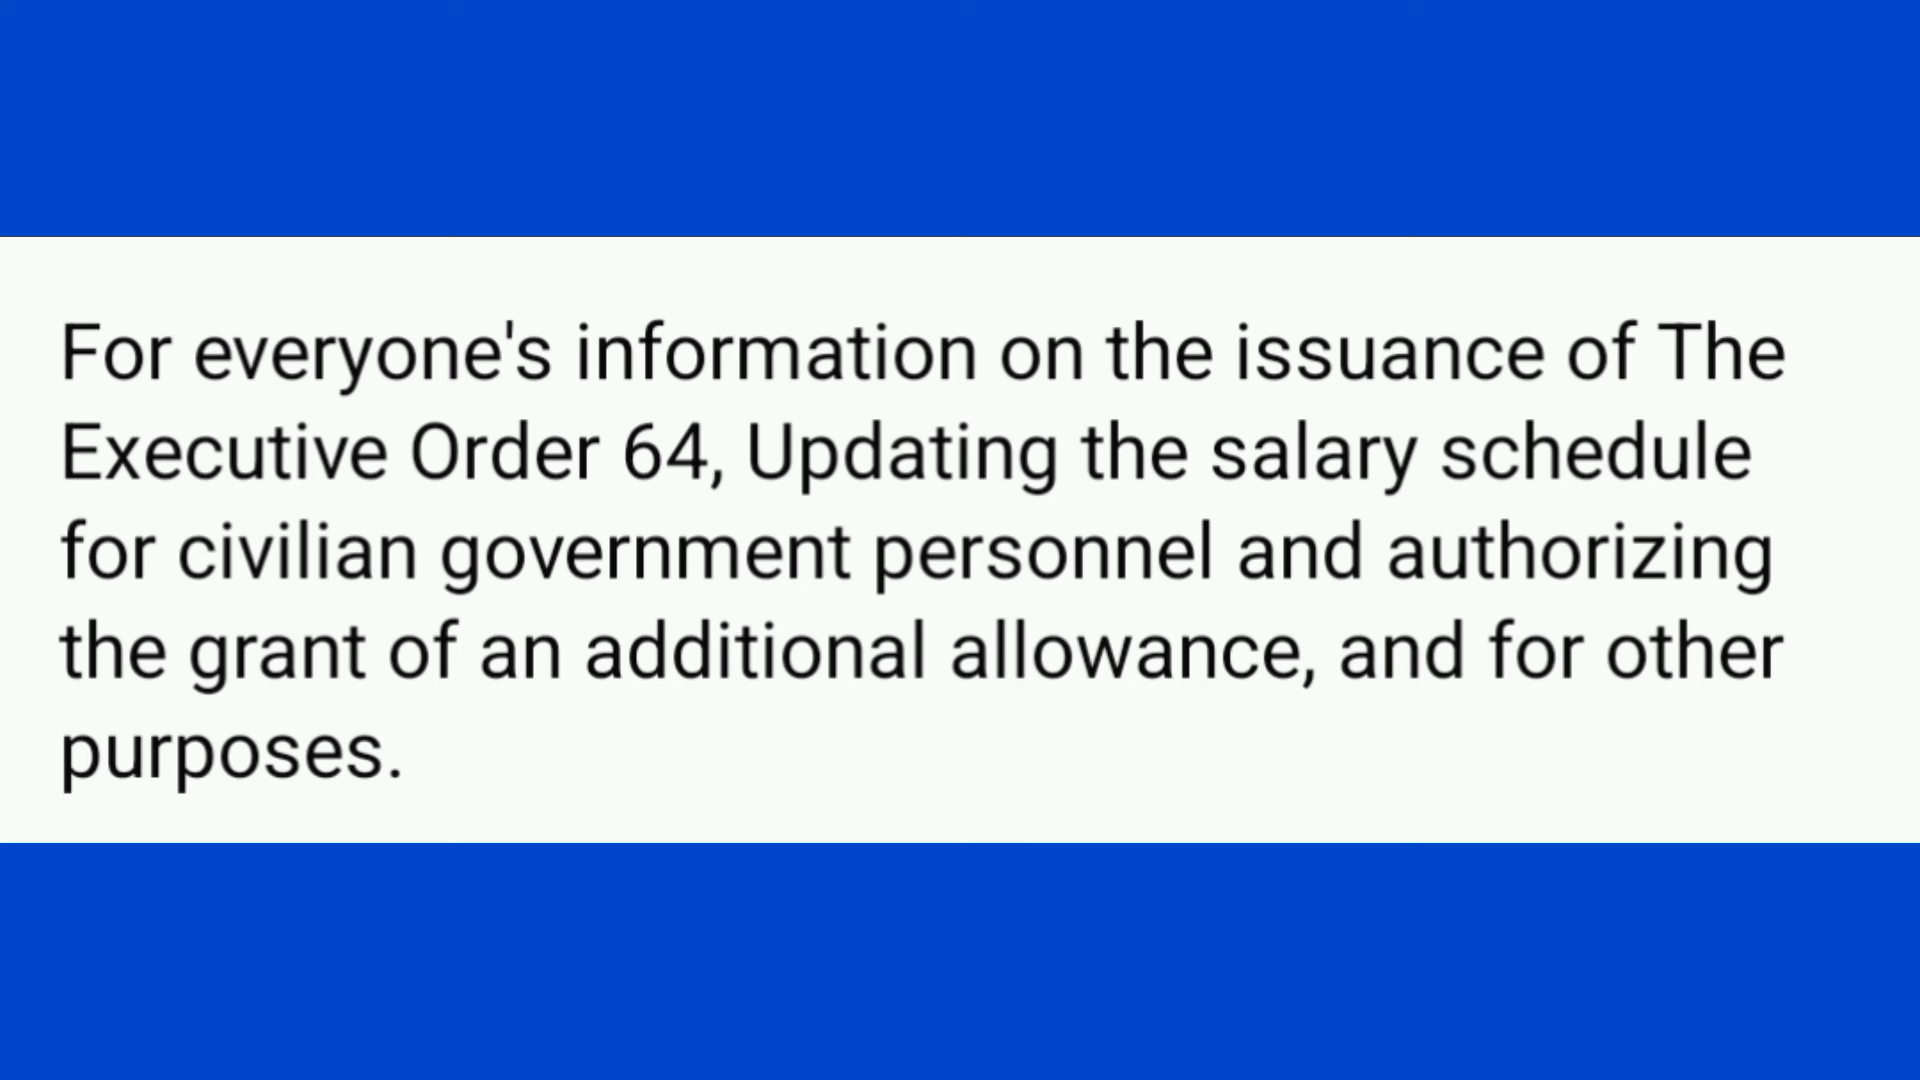 For everyone's information on the issuance of The
Executive Order 64, Updating the salary schedule
for civilian government personnel and authorizing
the grant of an additional allowance, and for other
purposes.